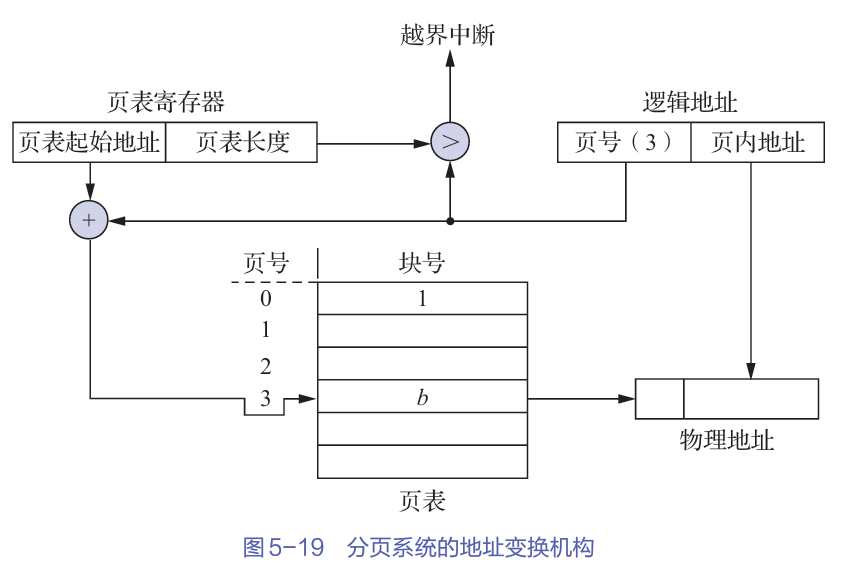 越界中断
页表寄存器
逻辑地址
页表起始地址 页表长度
>
页号（3） 页内地址
+
页号 块号
0 1
1
2
3 b
物理地址
页表
图5-19 分页系统的地址变换机构